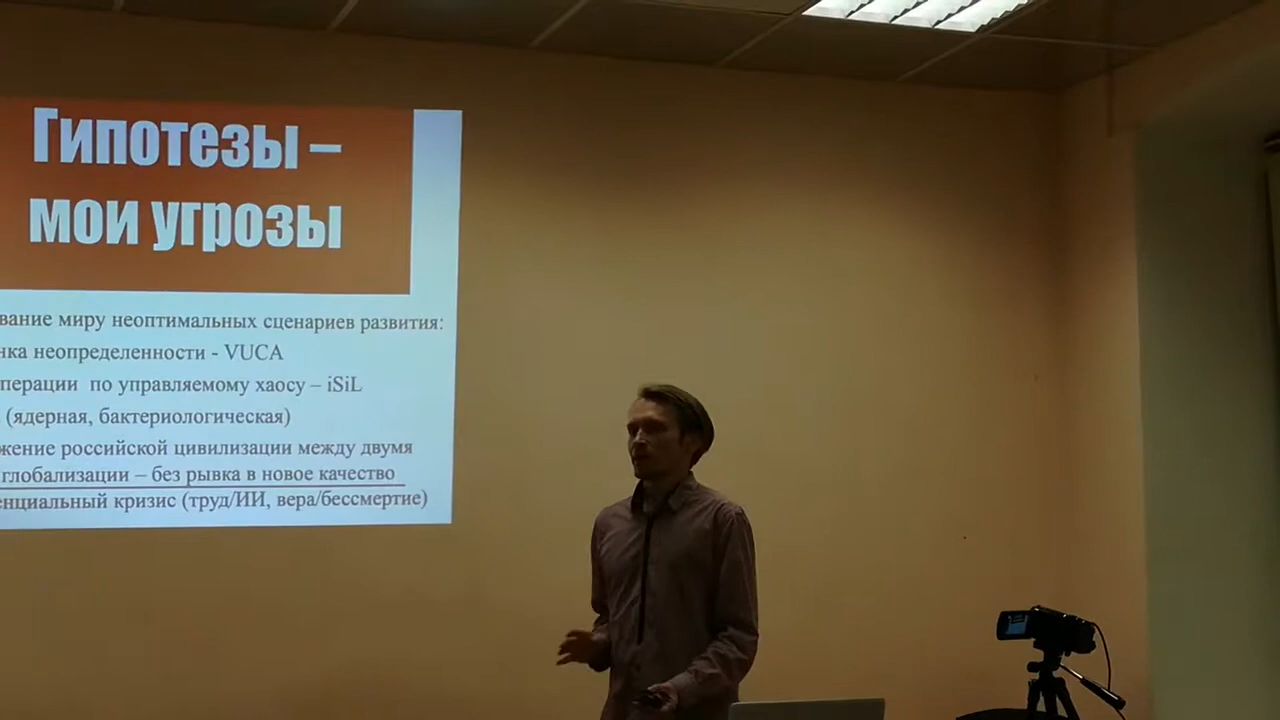 Гипотезы –
мои угрозы
вание миру неоптимальных сценариев развития:
нка неопределенности - VUCA
перации по управляемому хаосу – iSiL
(ядерная, бактериологическая)
жение российской цивилизации между двумя
глобализации – без рывка в новое качество
енциальный кризис (труд/ИИ, вера/бессмертие)